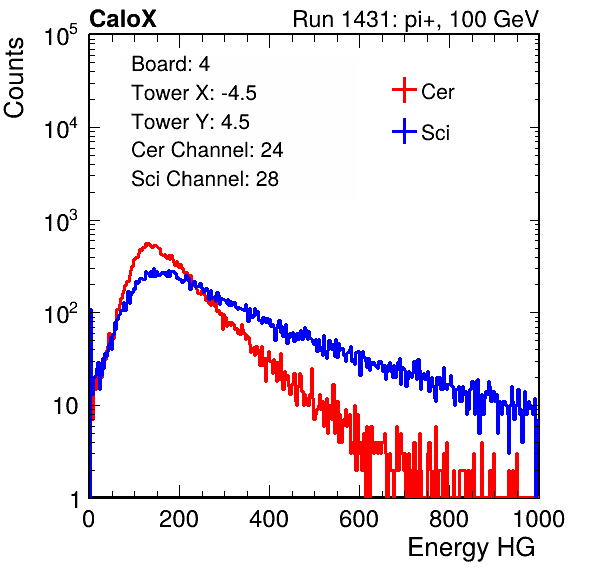 CaloX Run 1431: pi+, 100 GeV
Counts
10^5
10^4
10^3
10^2
10
1
Board: 4
Tower X: -4.5
Tower Y: 4.5
Cer Channel: 24
Sci Channel: 28
Cer
Sci
0 200 400 600 800 1000
Energy HG